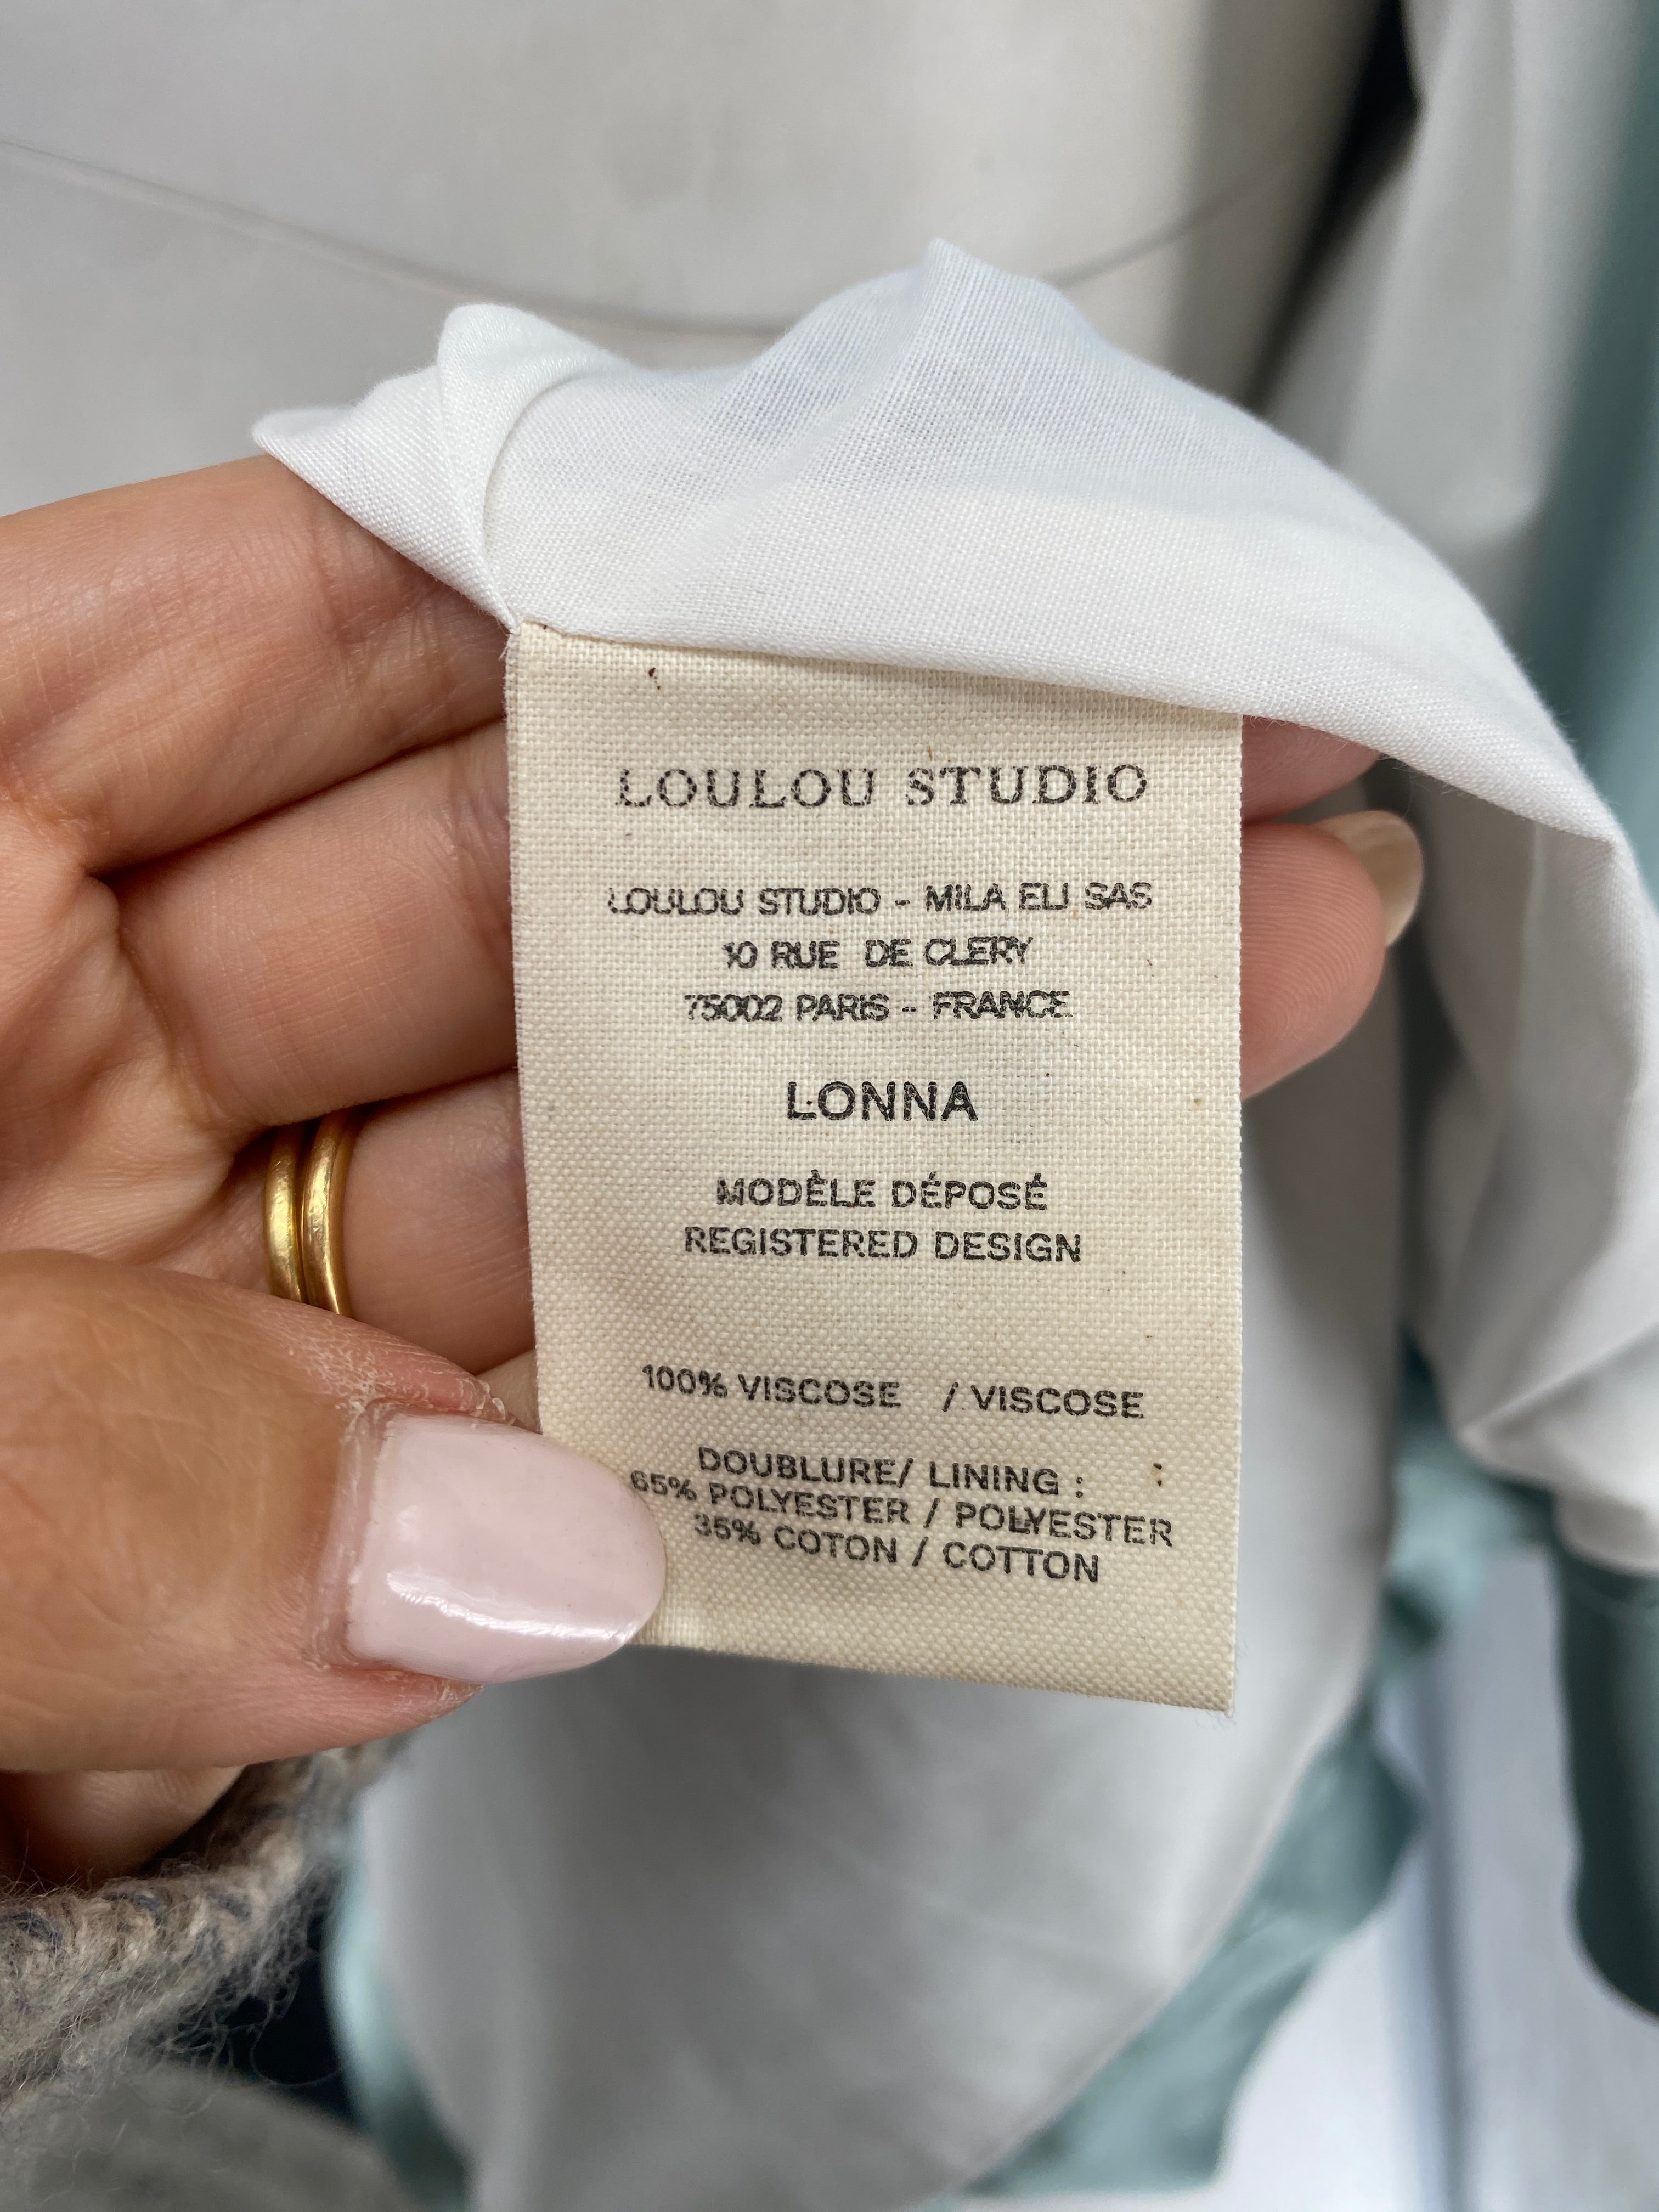 LOULOU STUDIO
LOULOU STUDIO - MILA ELI SAS
10 RUE DE CLERY
75002 PARIS - FRANCE
LONNA
MODÈLE DÉPOSÉ
REGISTERED DESIGN
100% VISCOSE / VISCOSE
DOUBLURE/ LINING :
65% POLYESTER / POLYESTER
35% COTON / COTTON